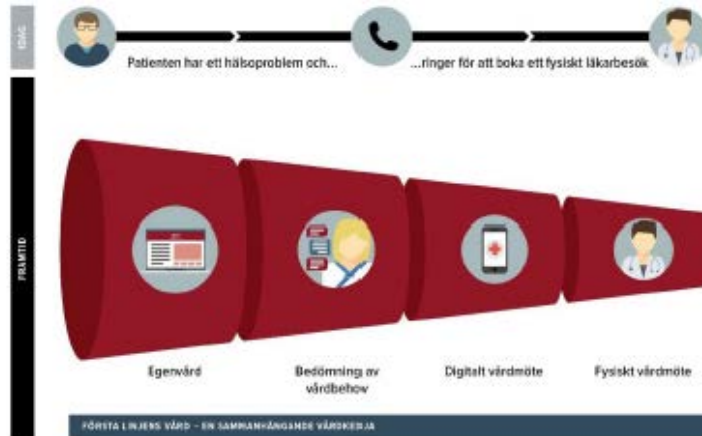 IDAG
Patienten har ett hälsoproblem och...
...ringer för att boka ett fysiskt läkarbesök
FRAMTID
Egenvård
Bedömning av
vårdbehov
Digitalt vårdmöte
Fysiskt vårdmöte
FÖRSTA LINJENS VÅRD – EN SAMMANHÄNGANDE VÅRDKEDJA